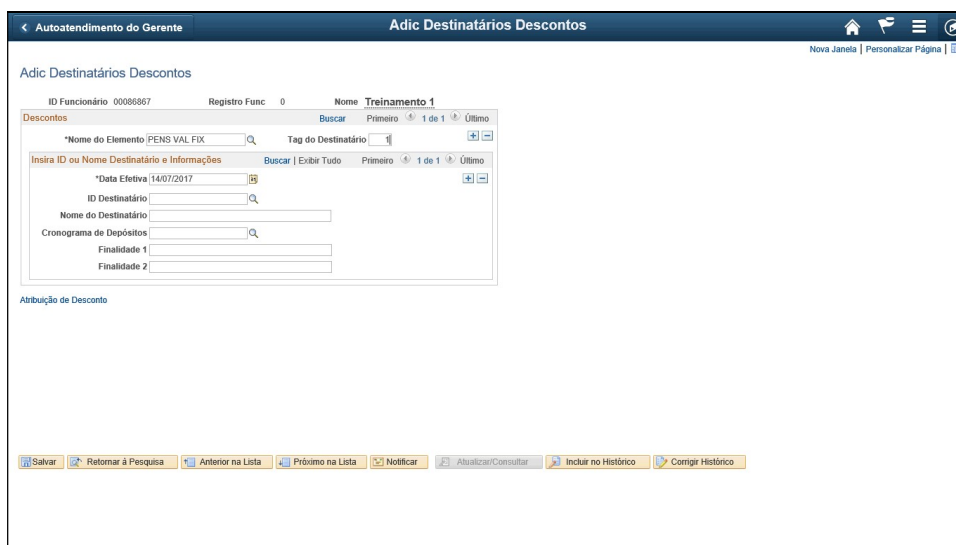 Autoatendimento do Gerente Adic Destinatários Descontos
Nova Janela | Personalizar Página |
Adic Destinatários Descontos
ID Funcionário 00086867 Registro Func 0 Nome Treinamento 1
Descontos Buscar Primeiro 1 de 1 Último
*Nome do Elemento PENS VAL FIX Tag do Destinatário 1
Insira ID ou Nome Destinatário e Informações Buscar | Exibir Tudo Primeiro 1 de 1 Último
*Data Efetiva 14/07/2017
ID Destinatário
Nome do Destinatário
Cronograma de Depósitos
Finalidade 1
Finalidade 2
Atribuição de Desconto
Salvar Retornar à Pesquisa Anterior na Lista Próximo na Lista Notificar Atualizar/Consultar Incluir no Histórico Corrigir Histórico